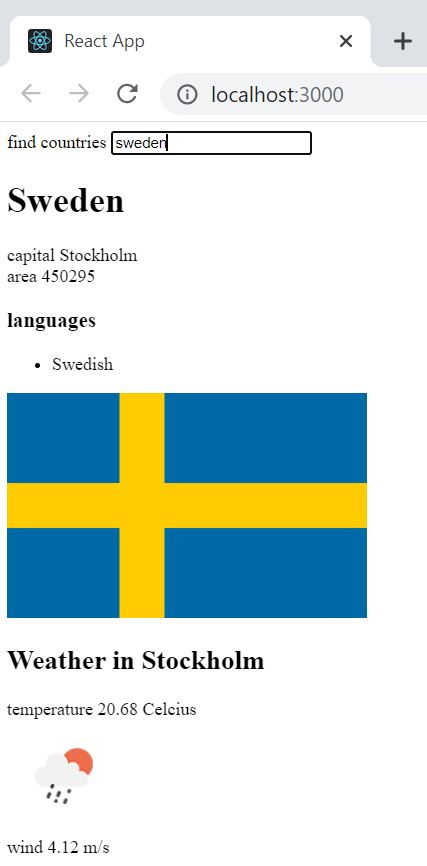 React App
localhost:3000
find countries sweden
Sweden
capital Stockholm
area 450295
languages
• Swedish
Weather in Stockholm
temperature 20.68 Celcius
wind 4.12 m/s